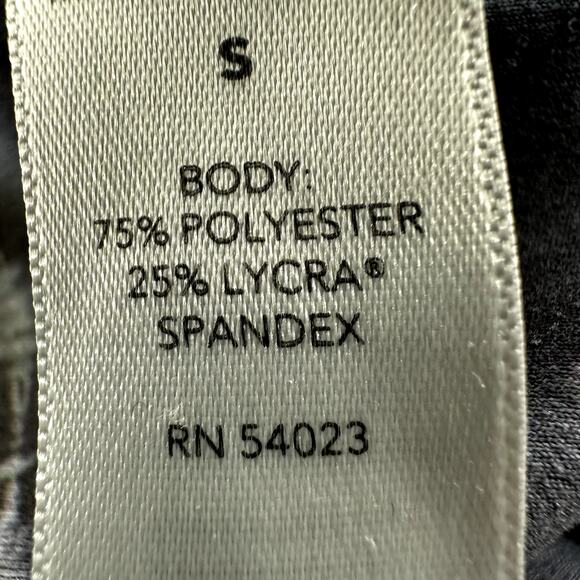 S
BODY:
75% POLYESTER
25% LYCRA®
SPANDEX
RN 54023